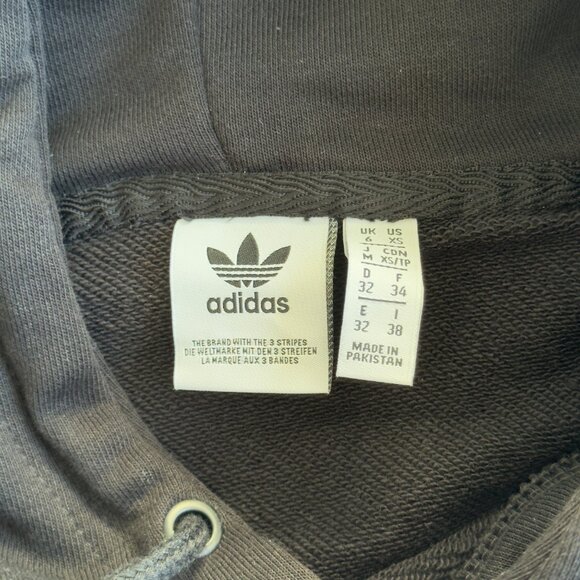 adidas
THE BRAND WITH THE 3 STRIPES
DIE WELTMARKE MIT DEN 3 STREIFEN
LA MARQUE AUX 3 BANDES
UK US
6 XS
J CDN
M XS/TP
D F
32 34
E I
32 38
MADE IN
PAKISTAN